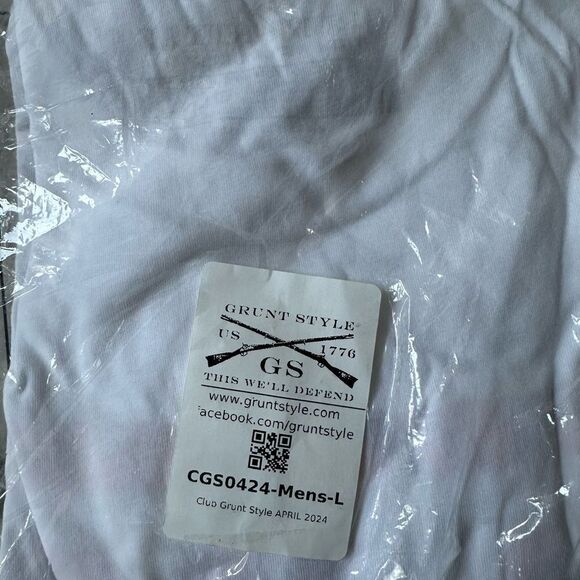 GRUNT STYLE
US 1776
GS
THIS WE'LL DEFEND
www.gruntstyle.com
facebook.com/gruntstyle
CGS0424-Mens-L
Club Grunt Style APRIL 2024